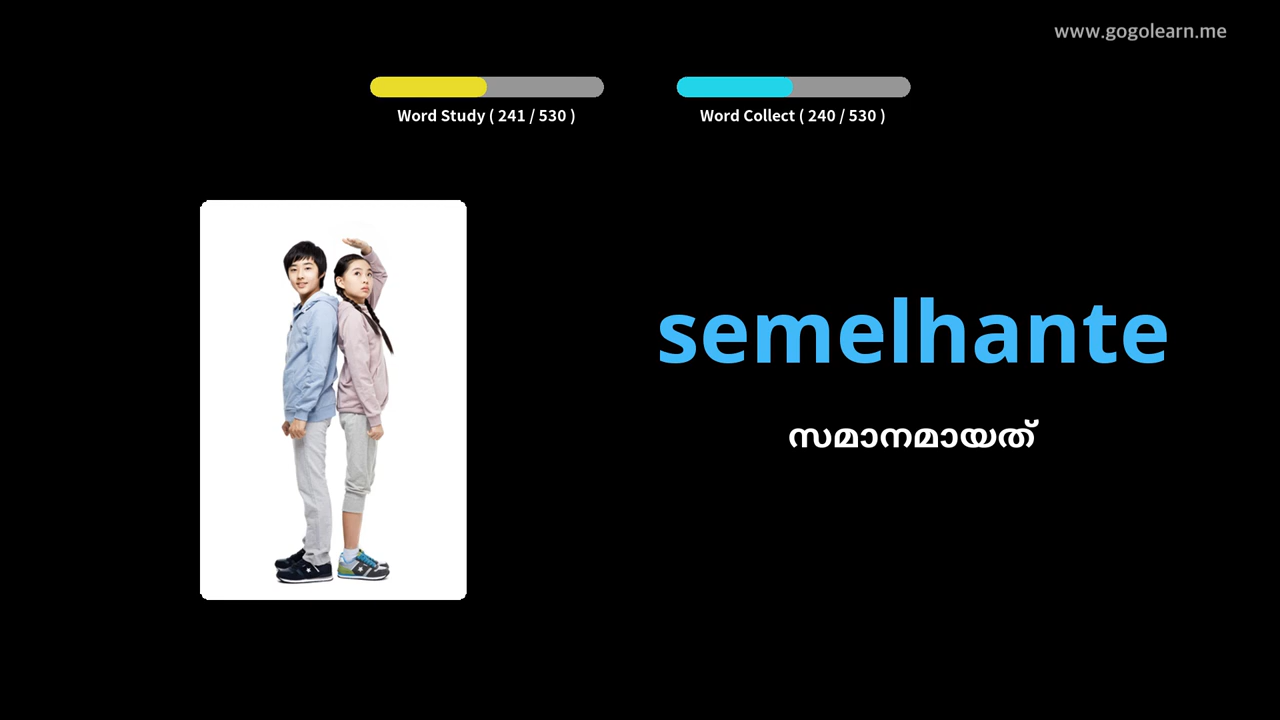 www.gogolearn.me
Word Study ( 241 / 530 )
Word Collect ( 240 / 530 )
semelhante
സമാനമായത്